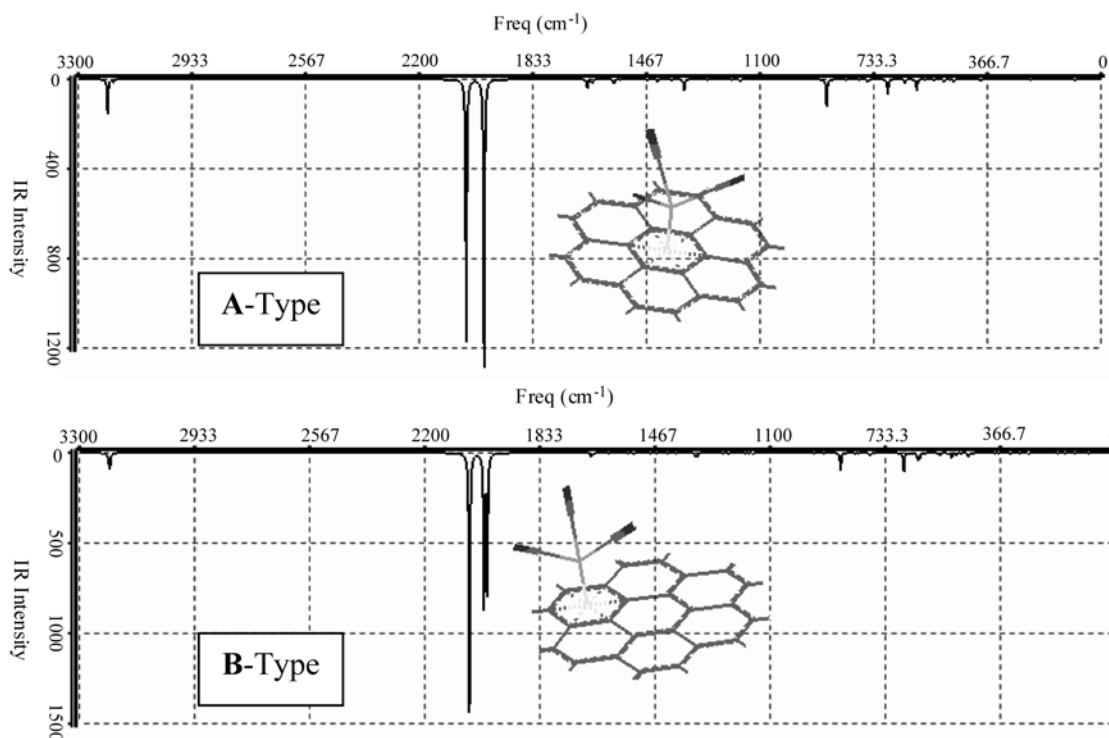 Freq (cm-1)
3300 2933 2567 2200 1833 1467 1100 733.3 366.7 0
0
400
800
1200
IR Intensity
A-Type
Freq (cm-1)
3300 2933 2567 2200 1833 1467 1100 733.3 366.7
0
500
1000
1500
IR Intensity
B-Type